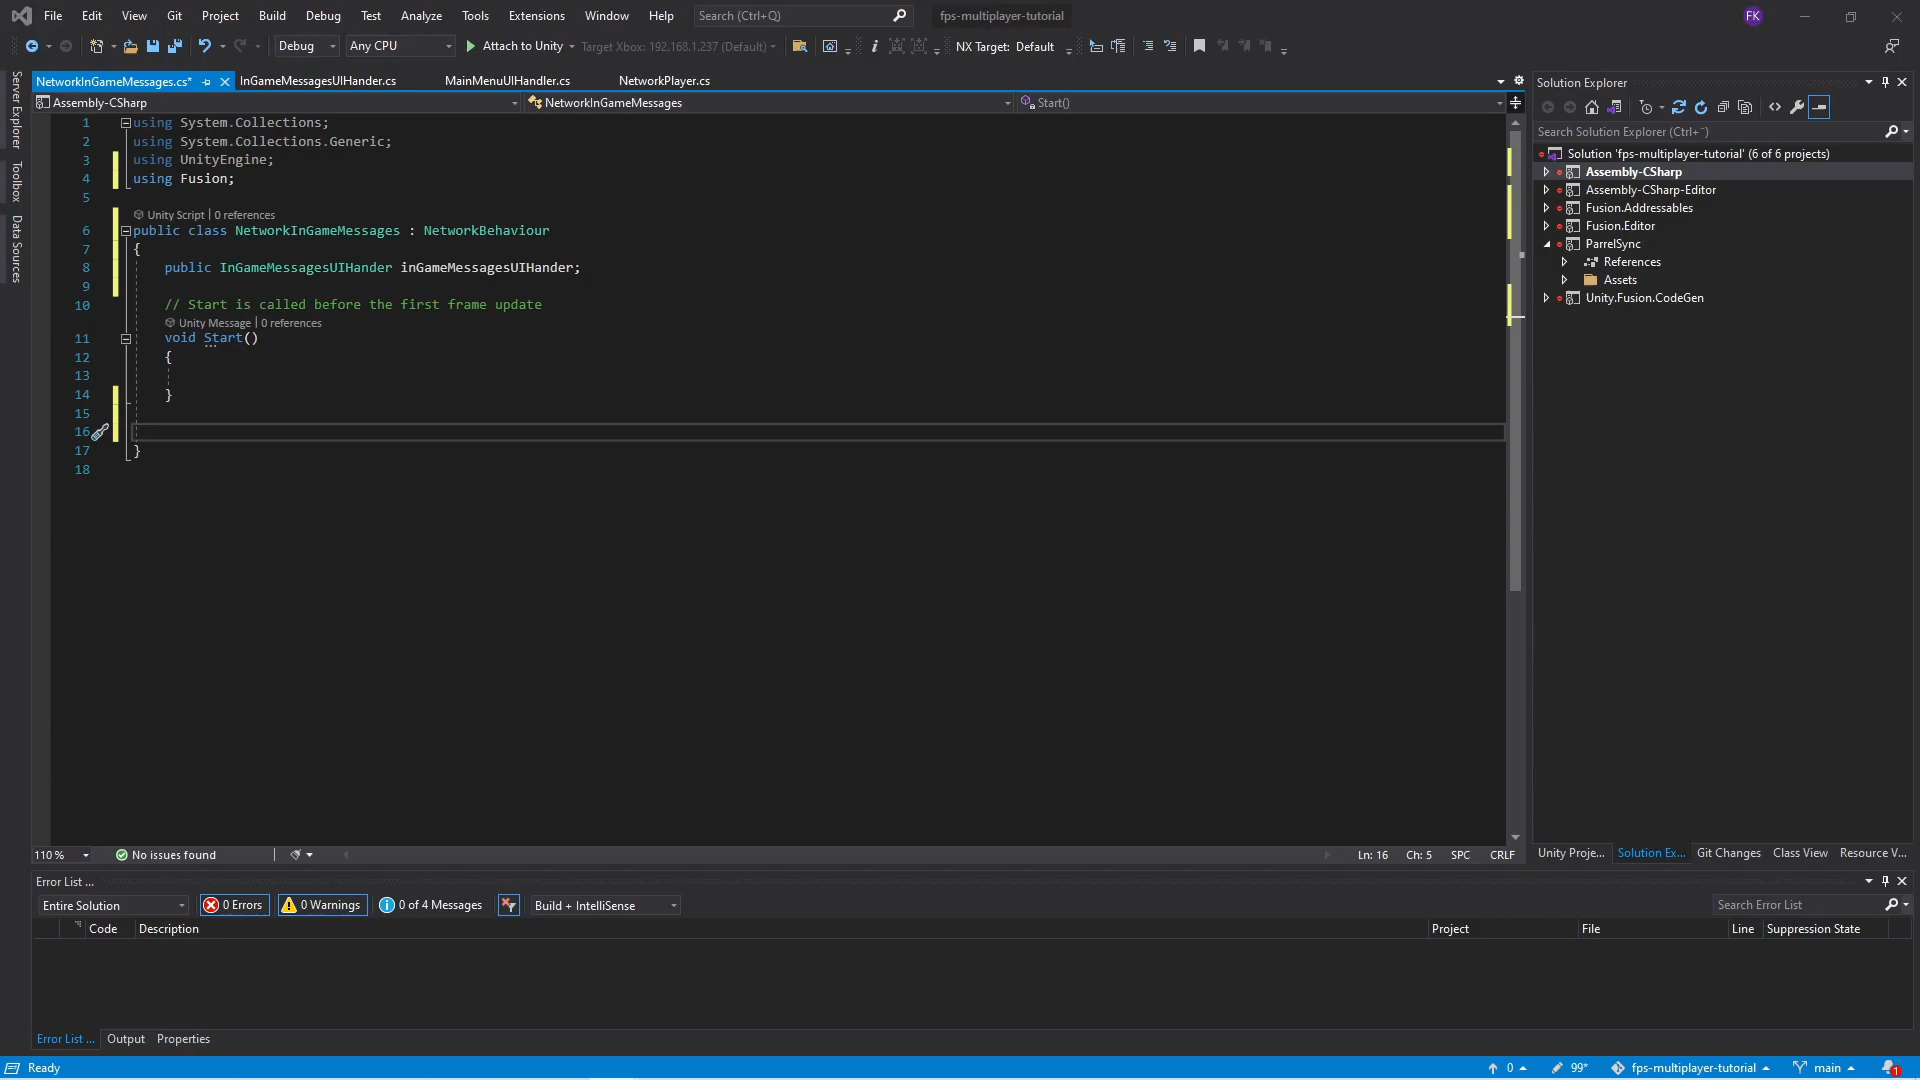 File Edit View Git Project Build Debug Test Analyze Tools Extensions Window Help Search (Ctrl+Q) fps-multiplayer-tutorial FK
Debug Any CPU Attach to Unity Target Xbox: 192.168.1.237 (Default) NX Target: Default
Server Explorer
Toolbox
Data Sources
NetworkInGameMessages.cs* InGameMessagesUIHander.cs MainMenuUIHandler.cs NetworkPlayer.cs
Assembly-CSharp NetworkInGameMessages Start()
1 using System.Collections;
2 using System.Collections.Generic;
3 using UnityEngine;
4 using Fusion;
5
Unity Script | 0 references
6 public class NetworkInGameMessages : NetworkBehaviour
7 {
8 public InGameMessagesUIHander inGameMessagesUIHander;
9
10 // Start is called before the first frame update
Unity Message | 0 references
11 void Start()
12 {
13
14 }
15
16
17 }
18
110 % No issues found Ln: 16 Ch: 5 SPC CRLF
Solution Explorer
Search Solution Explorer (Ctrl+¨)
Solution 'fps-multiplayer-tutorial' (6 of 6 projects)
Assembly-CSharp
Assembly-CSharp-Editor
Fusion.Addressables
Fusion.Editor
ParrelSync
References
Assets
Unity.Fusion.CodeGen
Unity Proje... Solution Ex... Git Changes Class View Resource V...
Error List ...
Entire Solution 0 Errors 0 Warnings 0 of 4 Messages Build + IntelliSense Search Error List
Code Description Project File Line Suppression State
Error List ... Output Properties
Ready 0 99* fps-multiplayer-tutorial main 1